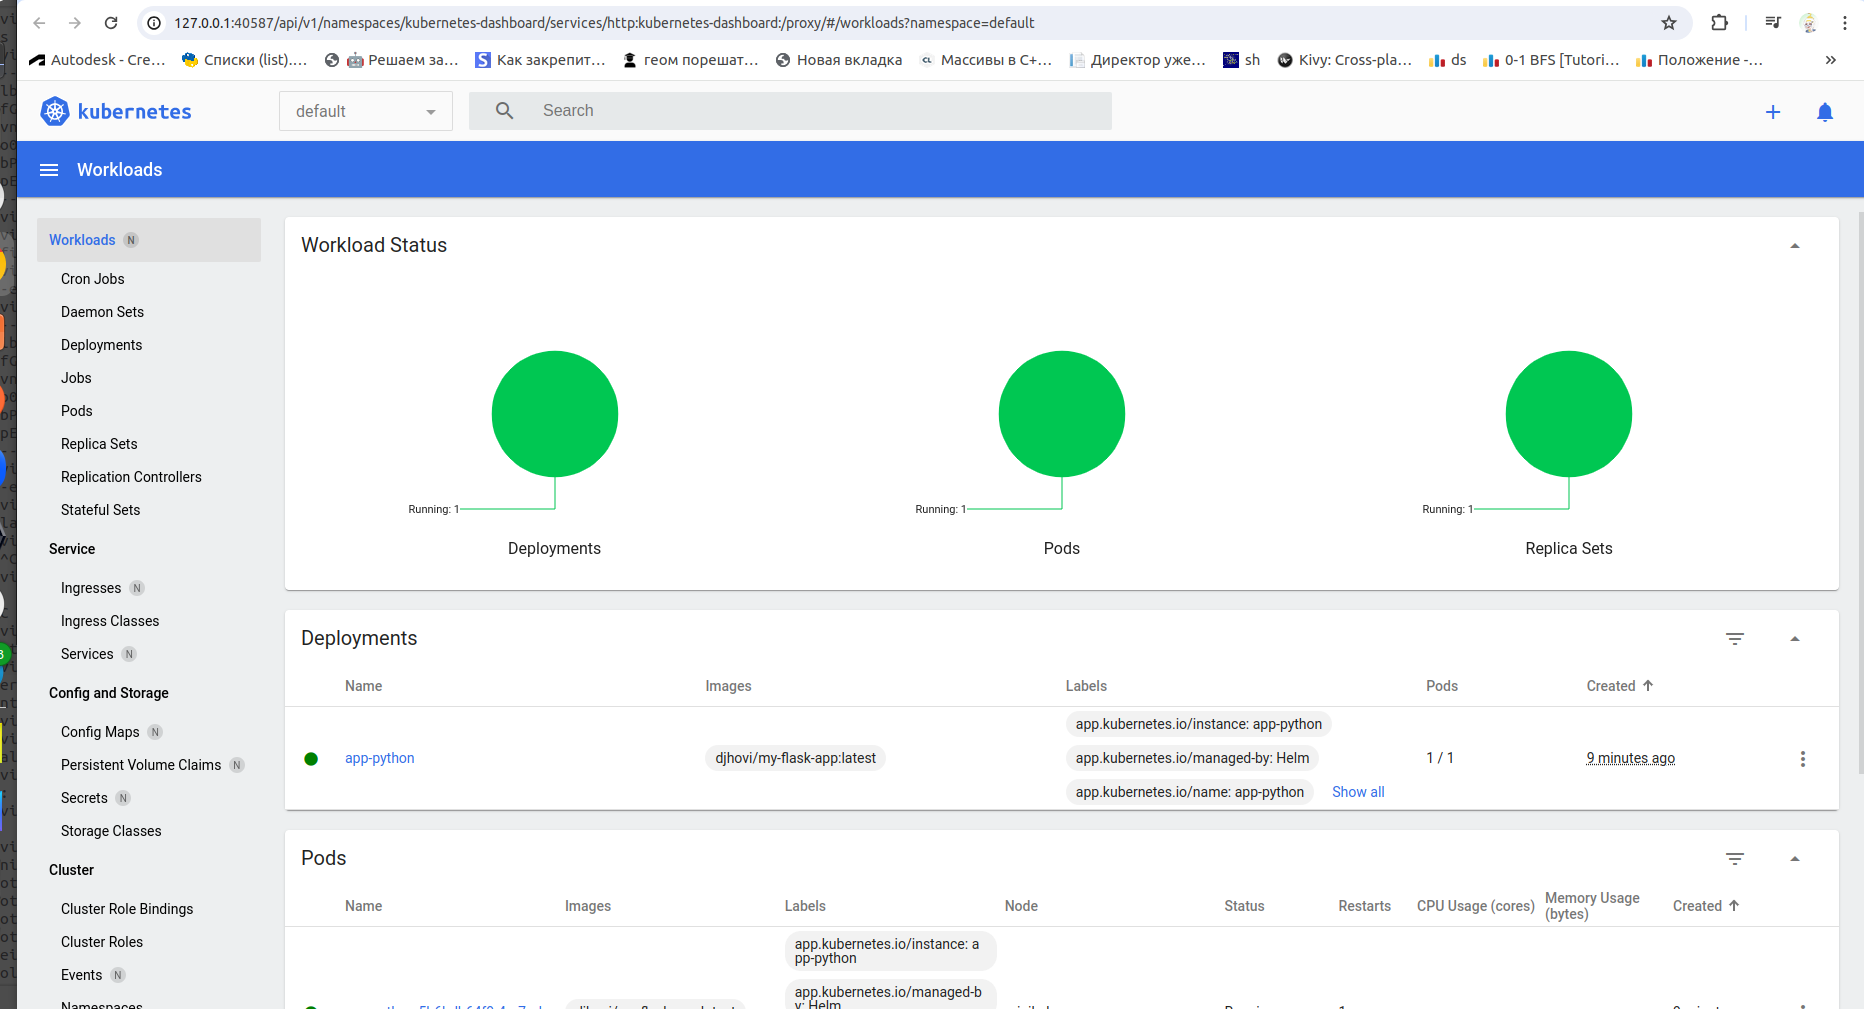 127.0.0.1:40587/api/v1/namespaces/kubernetes-dashboard/services/http:kubernetes-dashboard:/proxy/#/workloads?namespace=default
Autodesk - Cre... Списки (list).... Решаем за... Как закрепит... геом порешат... Новая вкладка Массивы в C+... Директор уже... sh Kivy: Cross-pla... ds 0-1 BFS [Tutori... Положение -... »
kubernetes default Search
Workloads
Workloads N
Cron Jobs
Daemon Sets
Deployments
Jobs
Pods
Replica Sets
Replication Controllers
Stateful Sets
Service
Ingresses N
Ingress Classes
Services N
Config and Storage
Config Maps N
Persistent Volume Claims N
Secrets N
Storage Classes
Cluster
Cluster Role Bindings
Cluster Roles
Events N
Namespaces
Workload Status
Running: 1 Running: 1 Running: 1
Deployments Pods Replica Sets
Deployments
Name Images Labels Pods Created
app.kubernetes.io/instance: app-python
app-python djhovi/my-flask-app:latest app.kubernetes.io/managed-by: Helm 1 / 1 9 minutes ago
app.kubernetes.io/name: app-python Show all
Pods
Name Images Labels Node Status Restarts CPU Usage (cores) Memory Usage (bytes) Created
app.kubernetes.io/instance: a
pp-python
app.kubernetes.io/managed-b
y: Helm